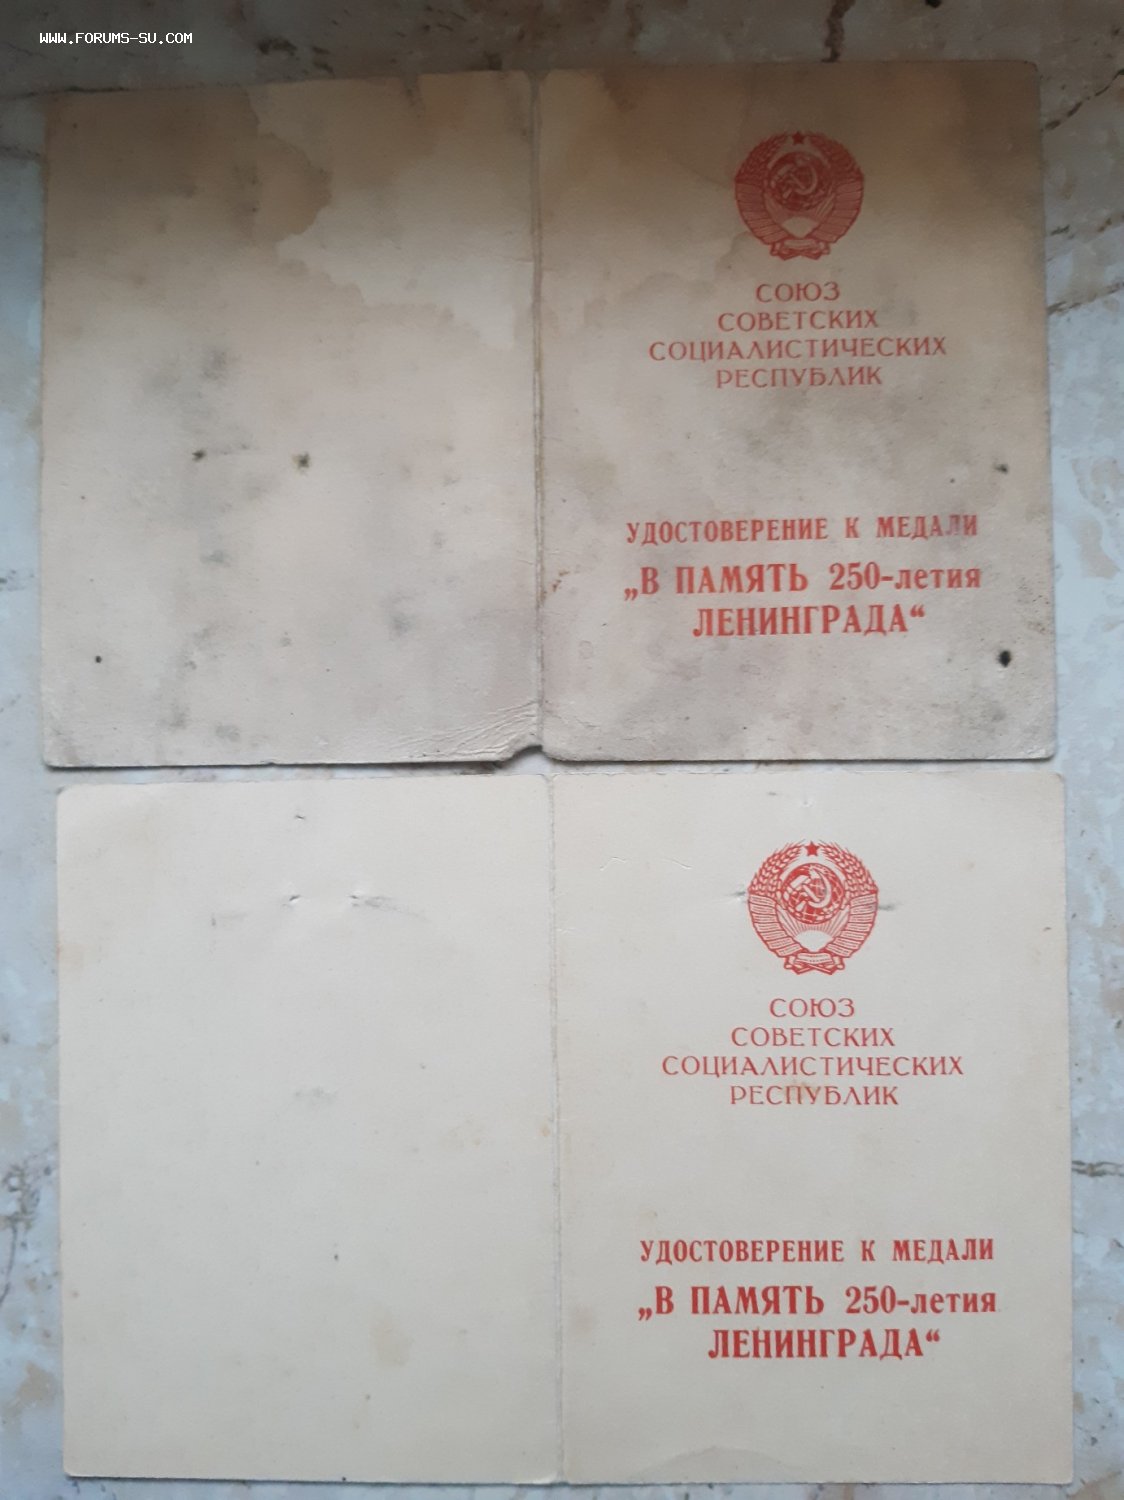 WWW.FORUMS-SU.COM
СОЮЗ
СОВЕТСКИХ
СОЦИАЛИСТИЧЕСКИХ
РЕСПУБЛИК
УДОСТОВЕРЕНИЕ К МЕДАЛИ
„В ПАМЯТЬ 250-летия
ЛЕНИНГРАДА“
СОЮЗ
СОВЕТСКИХ
СОЦИАЛИСТИЧЕСКИХ
РЕСПУБЛИК
УДОСТОВЕРЕНИЕ К МЕДАЛИ
„В ПАМЯТЬ 250-летия
ЛЕНИНГРАДА“